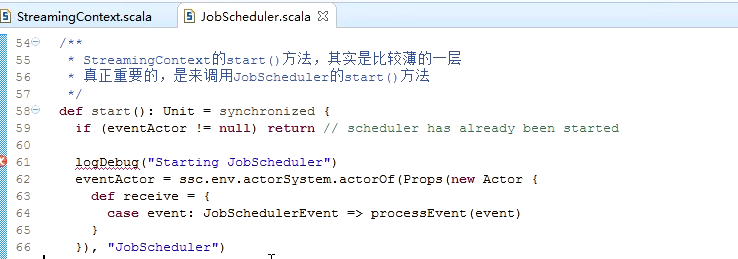 StreamingContext.scala JobScheduler.scala
54 /**
55 * StreamingContext的start()方法，其实是比较薄的一层
56 * 真正重要的，是来调用JobScheduler的start()方法
57 */
58 def start(): Unit = synchronized {
59 if (eventActor != null) return // scheduler has already been started
60
61 logDebug("Starting JobScheduler")
62 eventActor = ssc.env.actorSystem.actorOf(Props(new Actor {
63 def receive = {
64 case event: JobSchedulerEvent => processEvent(event)
65 }
66 }), "JobScheduler")